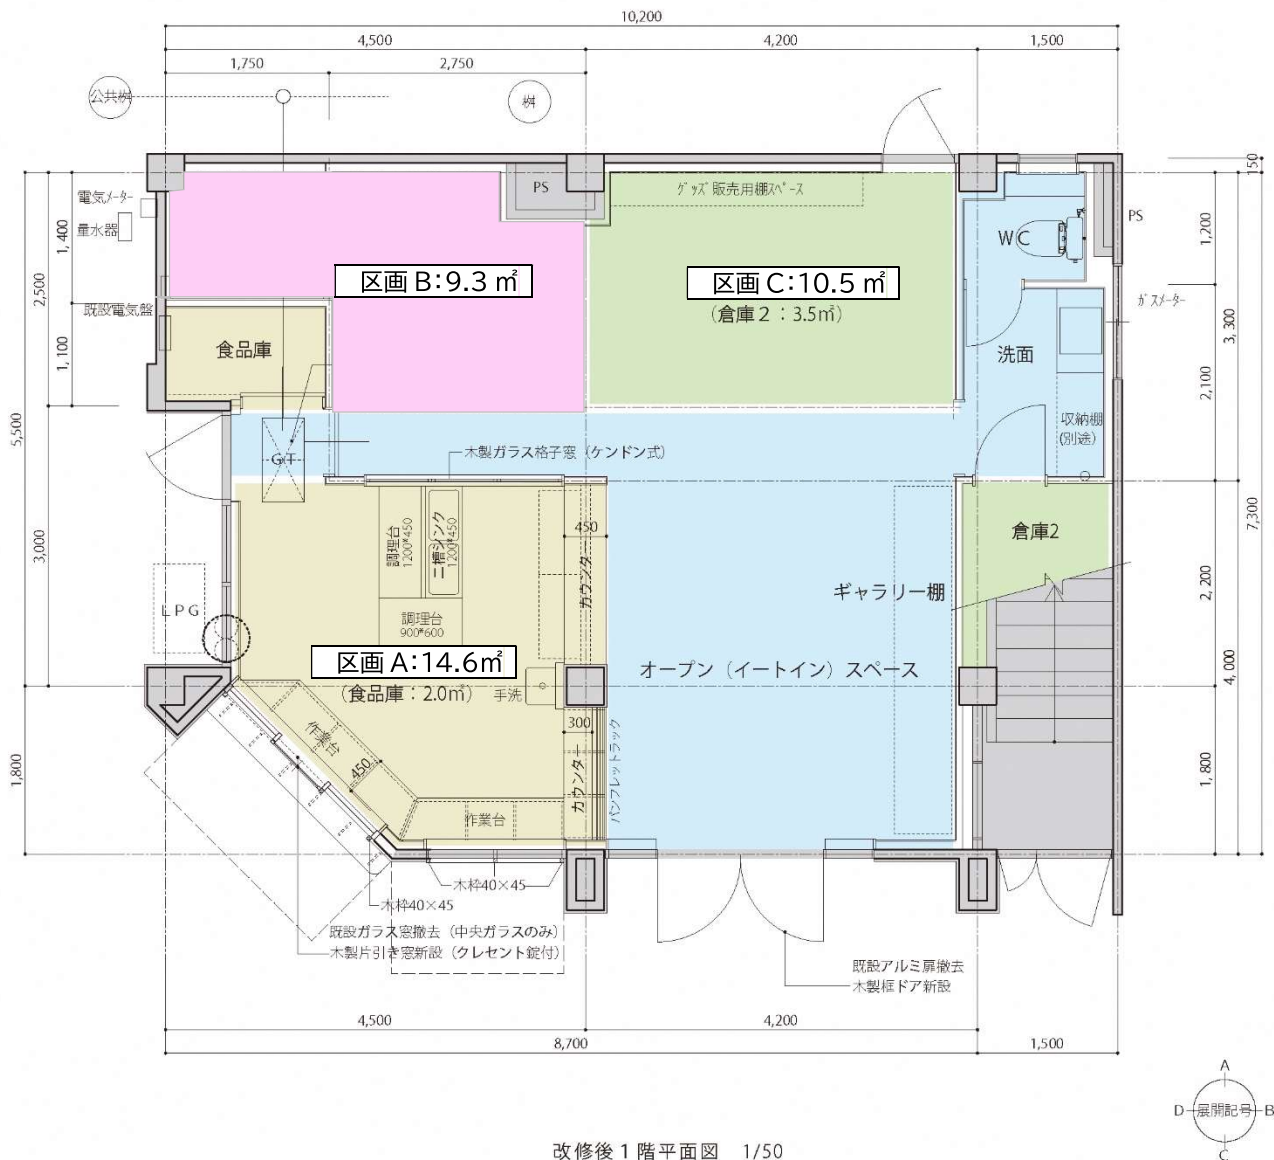 10,200
4,500
4,200
1,500
1,750
2,750
公共桝
桝
150
電気メーター
量水器
PS
グッズ販売用棚スペース
PS
WC
1,400
2,500
1,200
区画B:9.3㎡
区画C:10.5㎡
(倉庫2:3.5㎡)
ガスメーター
既設電気盤
3,300
食品庫
洗面
1,100
2,100
収納棚
(別途)
5,500
GT
木製ガラス格子窓(ケンドン式)
7,300
450
調理台
1200*450
二槽シンク
1200*450
倉庫2
3,000
カウンター
2,200
ギャラリー棚
LPG
調理台
900*600
区画A:14.6㎡
(食品庫:2.0㎡)
手洗
オープン(イートイン)スペース
4,000
300
作業台
450
カウンター
パンフレットラック
1,800
1,800
作業台
木枠40×45
木枠40×45
既設ガラス窓撤去(中央ガラスのみ)
木製片引き窓新設(クレセント錠付)
既設アルミ扉撤去
木製框ドア新設
4,500
4,200
8,700
1,500
A
D
展開記号
B
C
改修後1階平面図 1/50